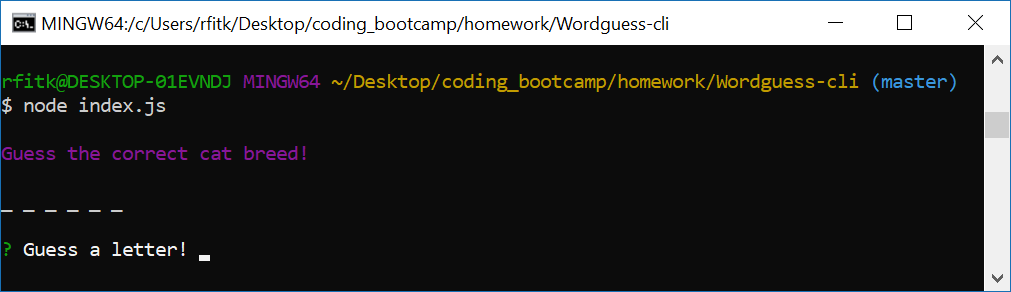 MINGW64:/c/Users/rfitk/Desktop/coding_bootcamp/homework/Wordguess-cli
rfitk@DESKTOP-01EVNDJ MINGW64 ~/Desktop/coding_bootcamp/homework/Wordguess-cli (master)
$ node index.js
Guess the correct cat breed!
_ _ _ _ _ _
? Guess a letter!